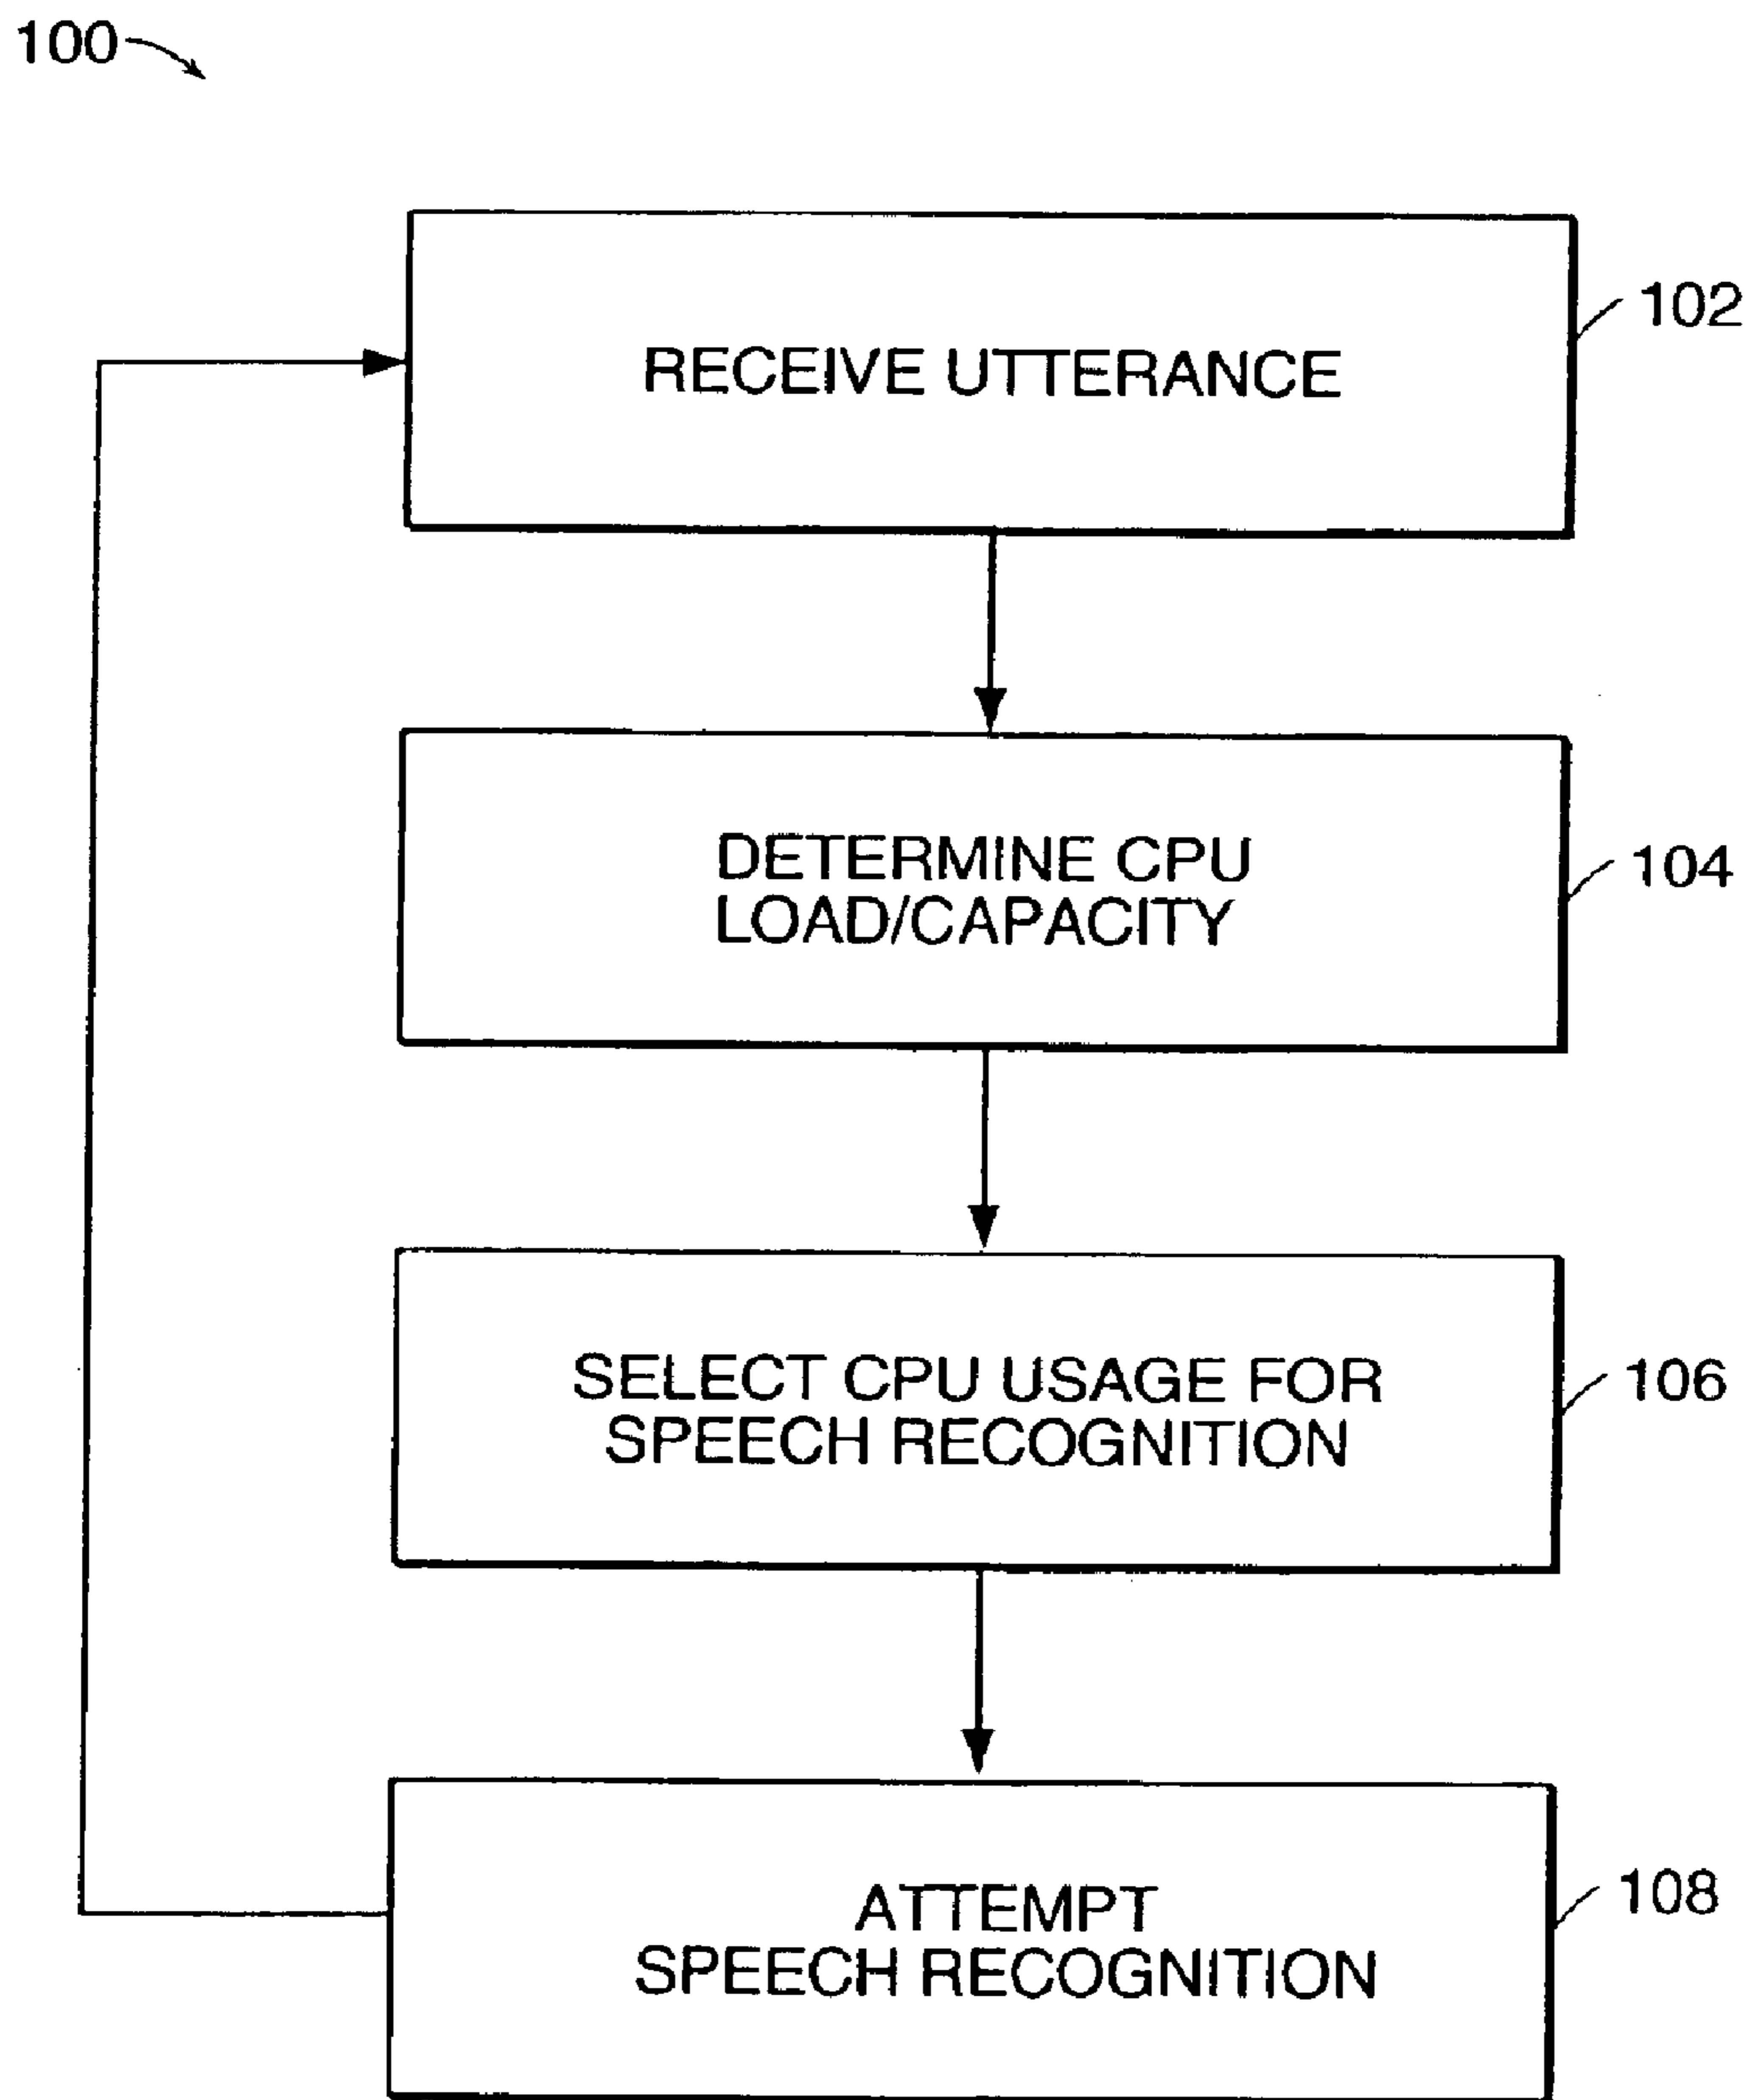 100
RECEIVE UTTERANCE
102
DETERMINE CPU
LOAD/CAPACITY
104
SELECT CPU USAGE FOR
SPEECH RECOGNITION
106
ATTEMPT
SPEECH RECOGNITION
108